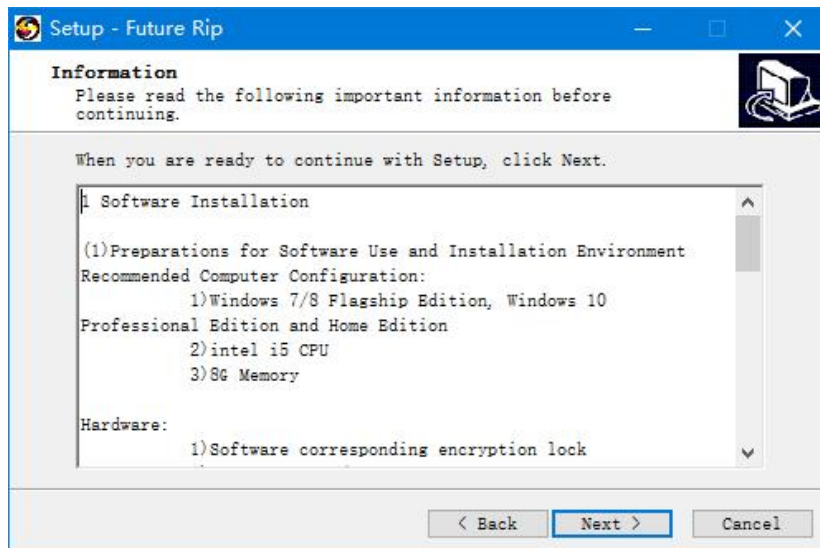 Setup - Future Rip
Information
Please read the following important information before
continuing.
When you are ready to continue with Setup, click Next.
1 Software Installation
(1)Preparations for Software Use and Installation Environment
Recommended Computer Configuration:
1)Windows 7/8 Flagship Edition, Windows 10
Professional Edition and Home Edition
2)intel i5 CPU
3)8G Memory
Hardware:
1)Software corresponding encryption lock
< Back
Next >
Cancel